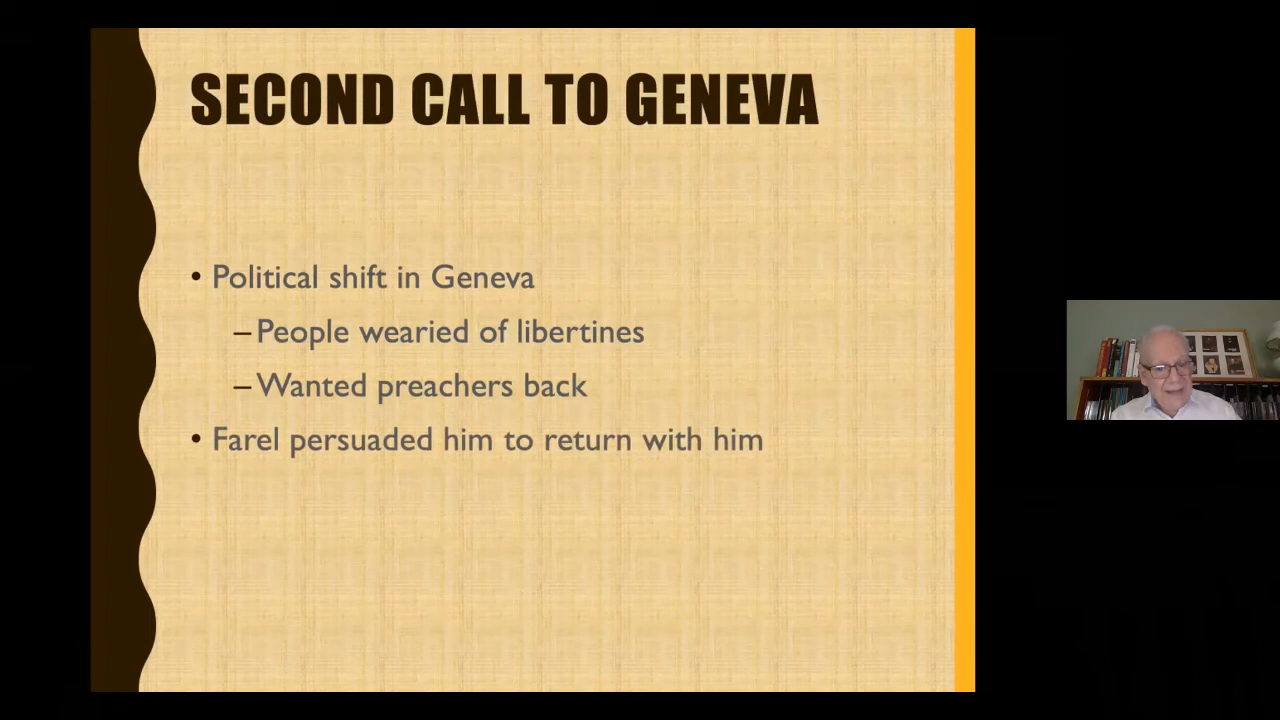 SECOND CALL TO GENEVA
• Political shift in Geneva
– People wearied of libertines
– Wanted preachers back
• Farel persuaded him to return with him